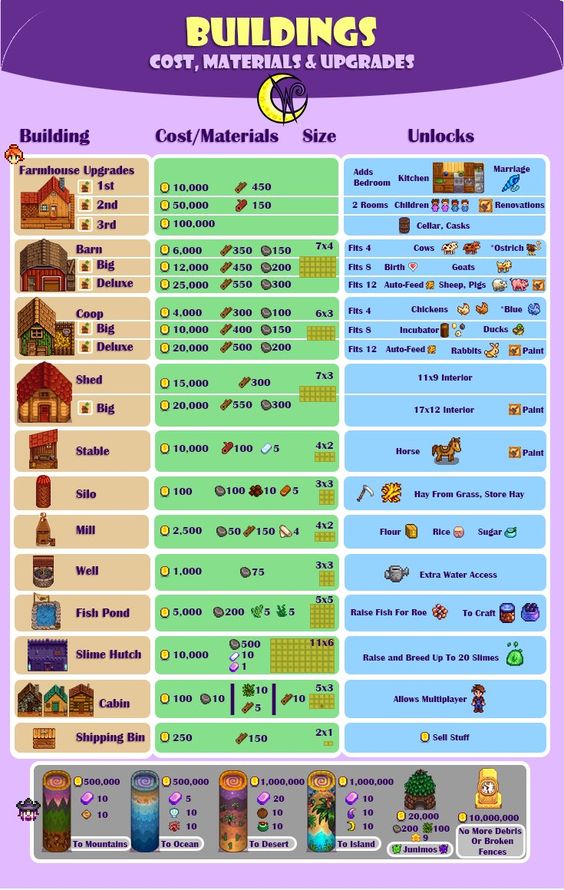 BUILDINGS
COST, MATERIALS & UPGRADES
Building Cost/Materials Size Unlocks
Farmhouse Upgrades
1st 10,000 450 Adds Bedroom Kitchen Marriage
2nd 50,000 150 2 Rooms Children Renovations
3rd 100,000 Cellar, Casks
Barn 6,000 350 150 7x4 Fits 4 Cows *Ostrich
Big 12,000 450 200 Fits 8 Birth Goats
Deluxe 25,000 550 300 Fits 12 Auto-Feed Sheep, Pigs
Coop 4,000 300 100 6x3 Fits 4 Chickens *Blue
Big 10,000 400 150 Fits 8 Incubator Ducks
Deluxe 20,000 500 200 Fits 12 Auto-Feed Rabbits Paint
Shed 15,000 300 7x3 11x9 Interior
Big 20,000 550 300 17x12 Interior Paint
Stable 10,000 100 5 4x2 Horse Paint
Silo 100 100 10 5 3x3 Hay From Grass, Store Hay
Mill 2,500 50 150 4 4x2 Flour Rice Sugar
Well 1,000 75 3x3 Extra Water Access
Fish Pond 5,000 200 5 5 5x5 Raise Fish For Roe To Craft
Slime Hutch 10,000 500 10 1 11x6 Raise and Breed Up To 20 Slimes
Cabin 100 10 10 5 10 5x3 Allows Multiplayer
Shipping Bin 250 150 2x1 Sell Stuff
500,000
10
10
To Mountains
500,000
5
10
10
To Ocean
1,000,000
20
10
10
To Desert
1,000,000
10
10
10
To Island
20,000
200 100
9
Junimos
10,000,000
No More Debris
Or Broken
Fences